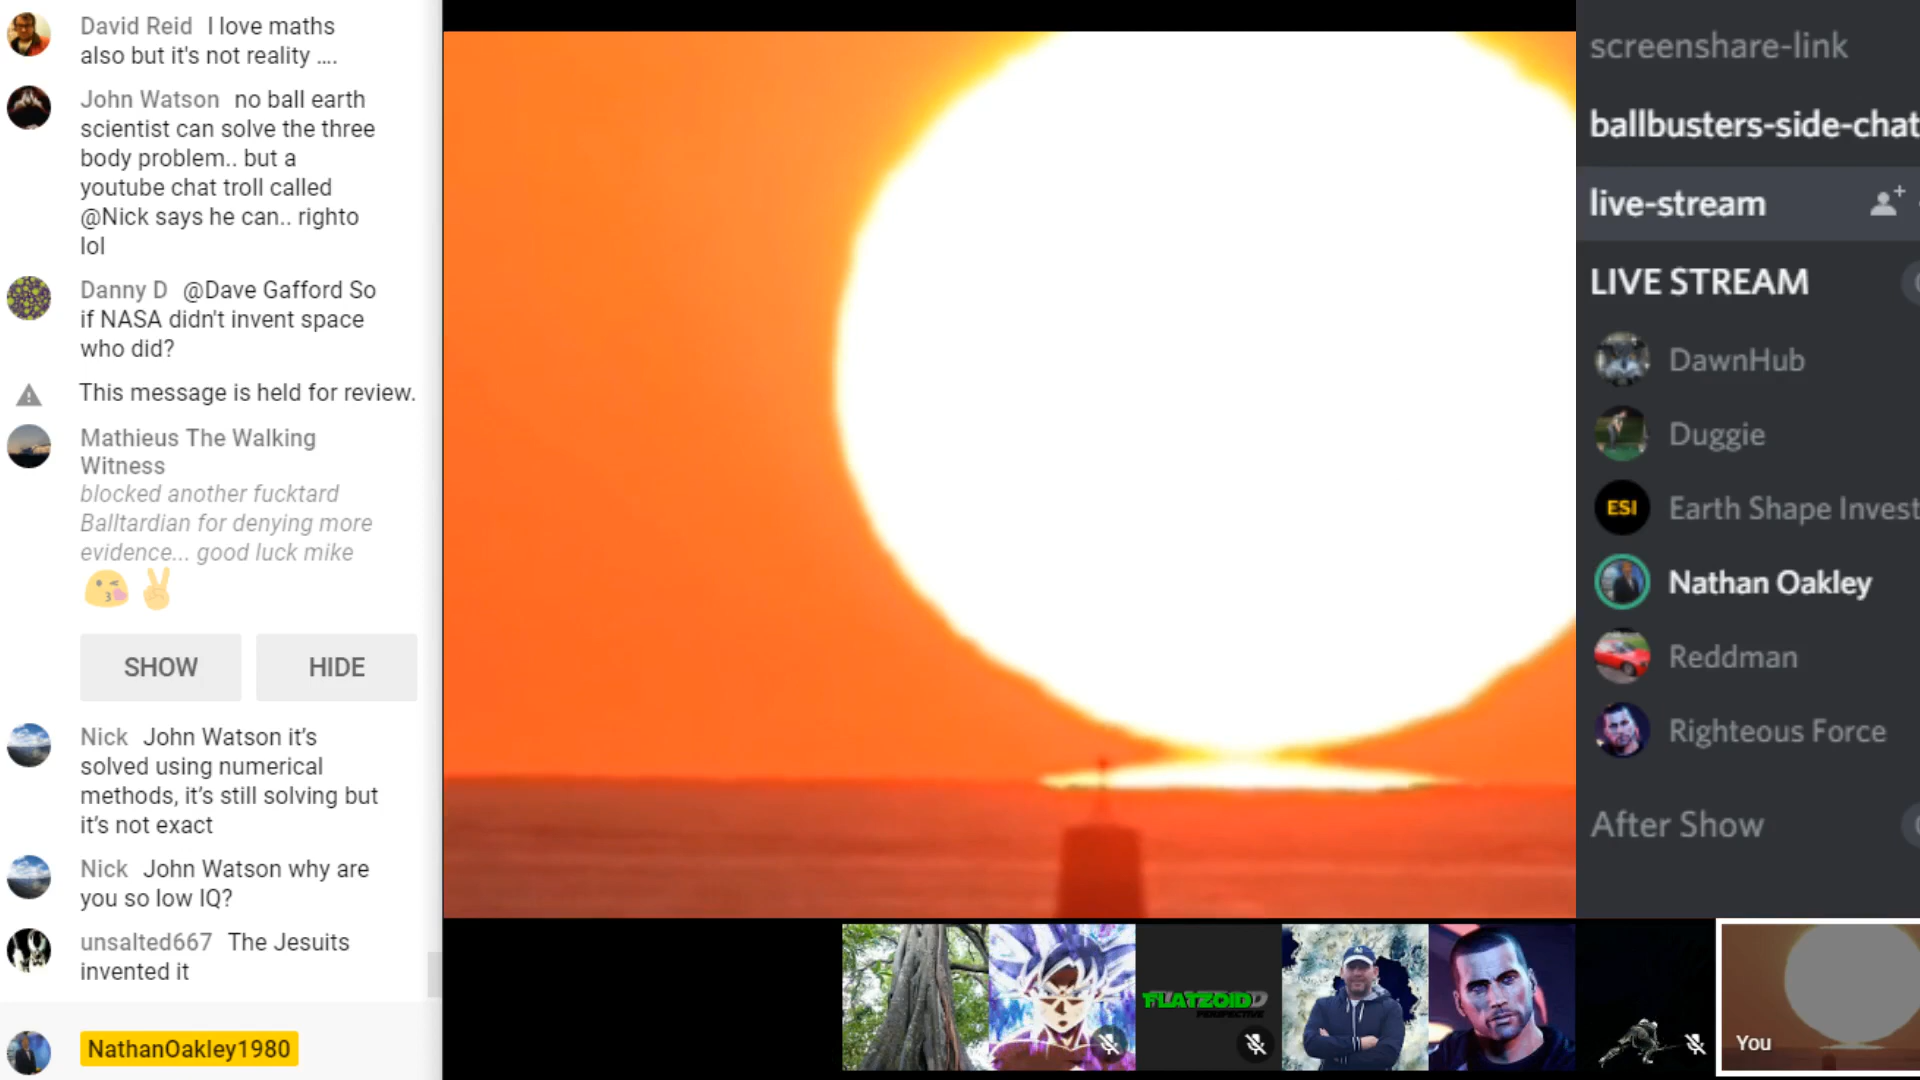 David Reid I love maths
also but it's not reality ....
John Watson no ball earth
scientist can solve the three
body problem.. but a
youtube chat troll called
@Nick says he can.. righto
lol
Danny D @Dave Gafford So
if NASA didn't invent space
who did?
This message is held for review.
Mathieus The Walking
Witness
blocked another fucktard
Balltardian for denying more
evidence... good luck mike
SHOW HIDE
Nick John Watson it’s
solved using numerical
methods, it’s still solving but
it’s not exact
Nick John Watson why are
you so low IQ?
unsalted667 The Jesuits
invented it
NathanOakley1980
screenshare-link
ballbusters-side-chat
live-stream
LIVE STREAM
DawnHub
Duggie
ESI Earth Shape Invest
Nathan Oakley
Reddman
Righteous Force
After Show
FLATZOIDD
PERSPECTIVE
You